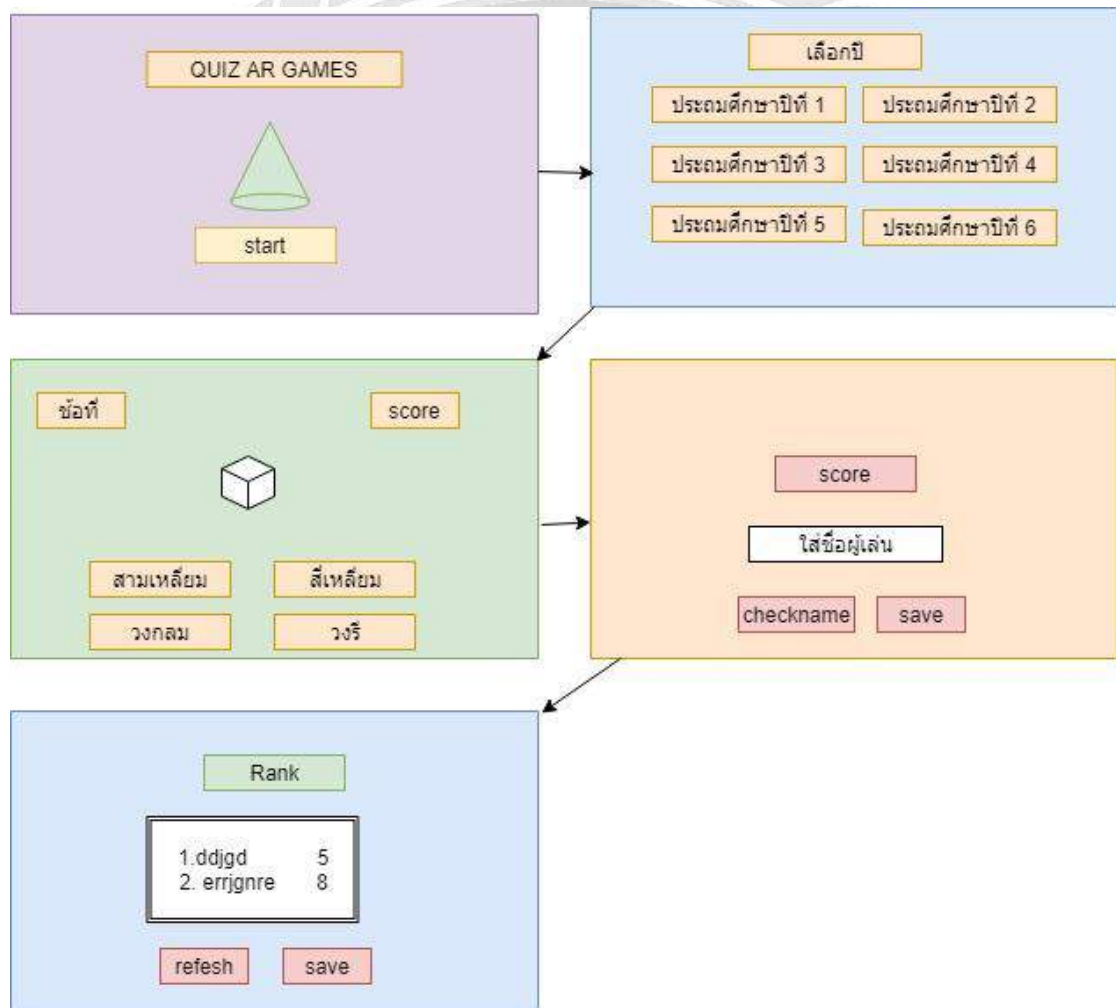 QUIZ AR GAMES
start
เลือกปี
ประถมศึกษาปีที่ 1
ประถมศึกษาปีที่ 2
ประถมศึกษาปีที่ 3
ประถมศึกษาปีที่ 4
ประถมศึกษาปีที่ 5
ประถมศึกษาปีที่ 6
ข้อที่
score
สามเหลี่ยม
สี่เหลี่ยม
วงกลม
วงรี
score
ใส่ชื่อผู้เล่น
checkname
save
Rank
1.ddjgd 5
2. errjgnre 8
refesh
save